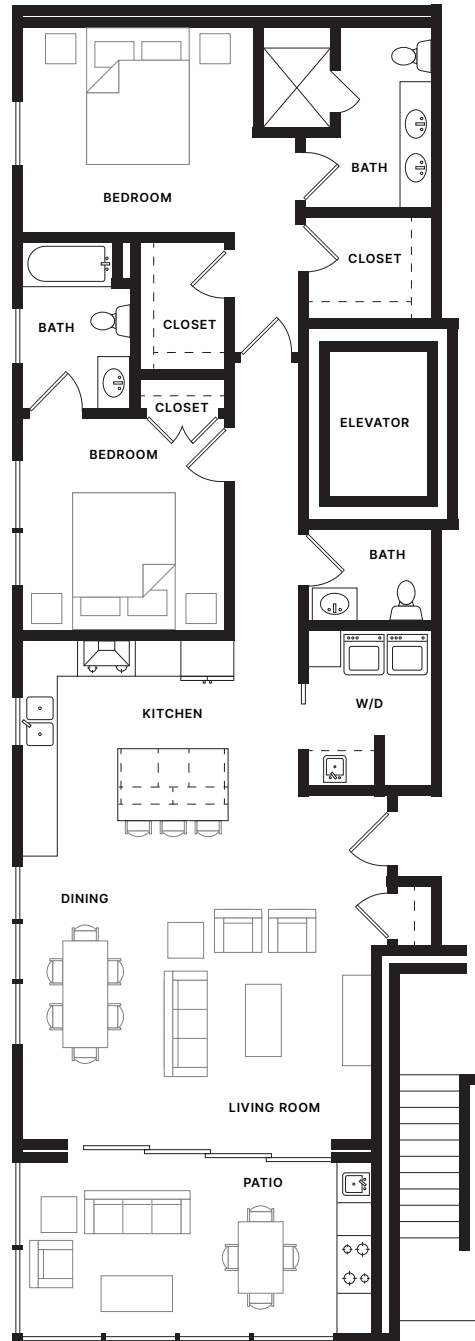 BEDROOM
BATH
CLOSET
BATH
CLOSET
CLOSET
ELEVATOR
BEDROOM
BATH
W/D
KITCHEN
DINING
LIVING ROOM
PATIO